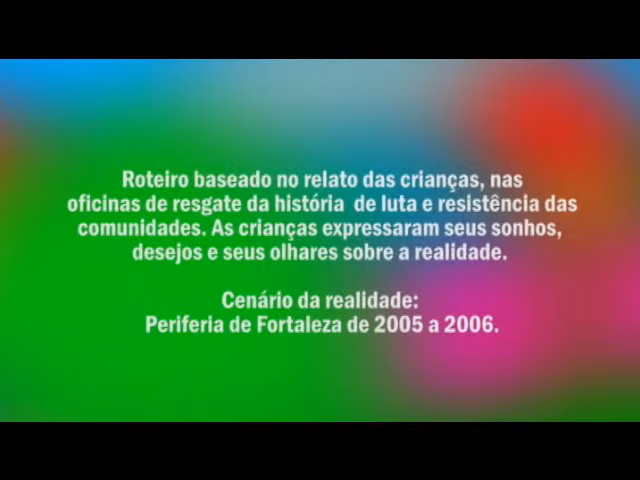 Roteiro baseado no relato das crianças, nas
oficinas de resgate da história de luta e resistência das
comunidades. As crianças expressaram seus sonhos,
desejos e seus olhares sobre a realidade.
Cenário da realidade:
Periferia de Fortaleza de 2005 a 2006.